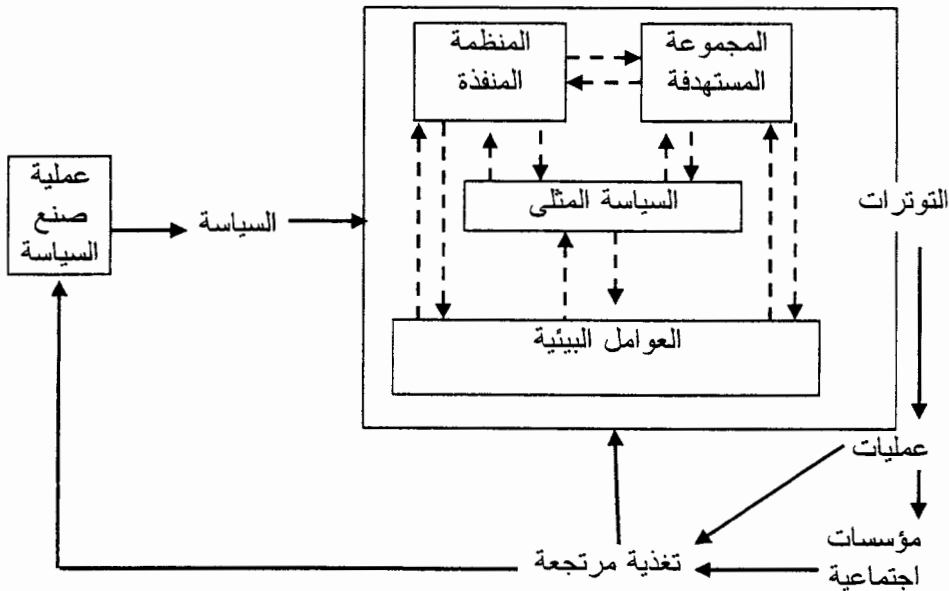 المنظمة
المنفذة
المجموعة
المستهدفة
عملية
صنع
السياسة
السياسة
السياسة المثلى
التوترات
العوامل البيئية
عمليات
مؤسسات
اجتماعية
تغذية مرتجعة